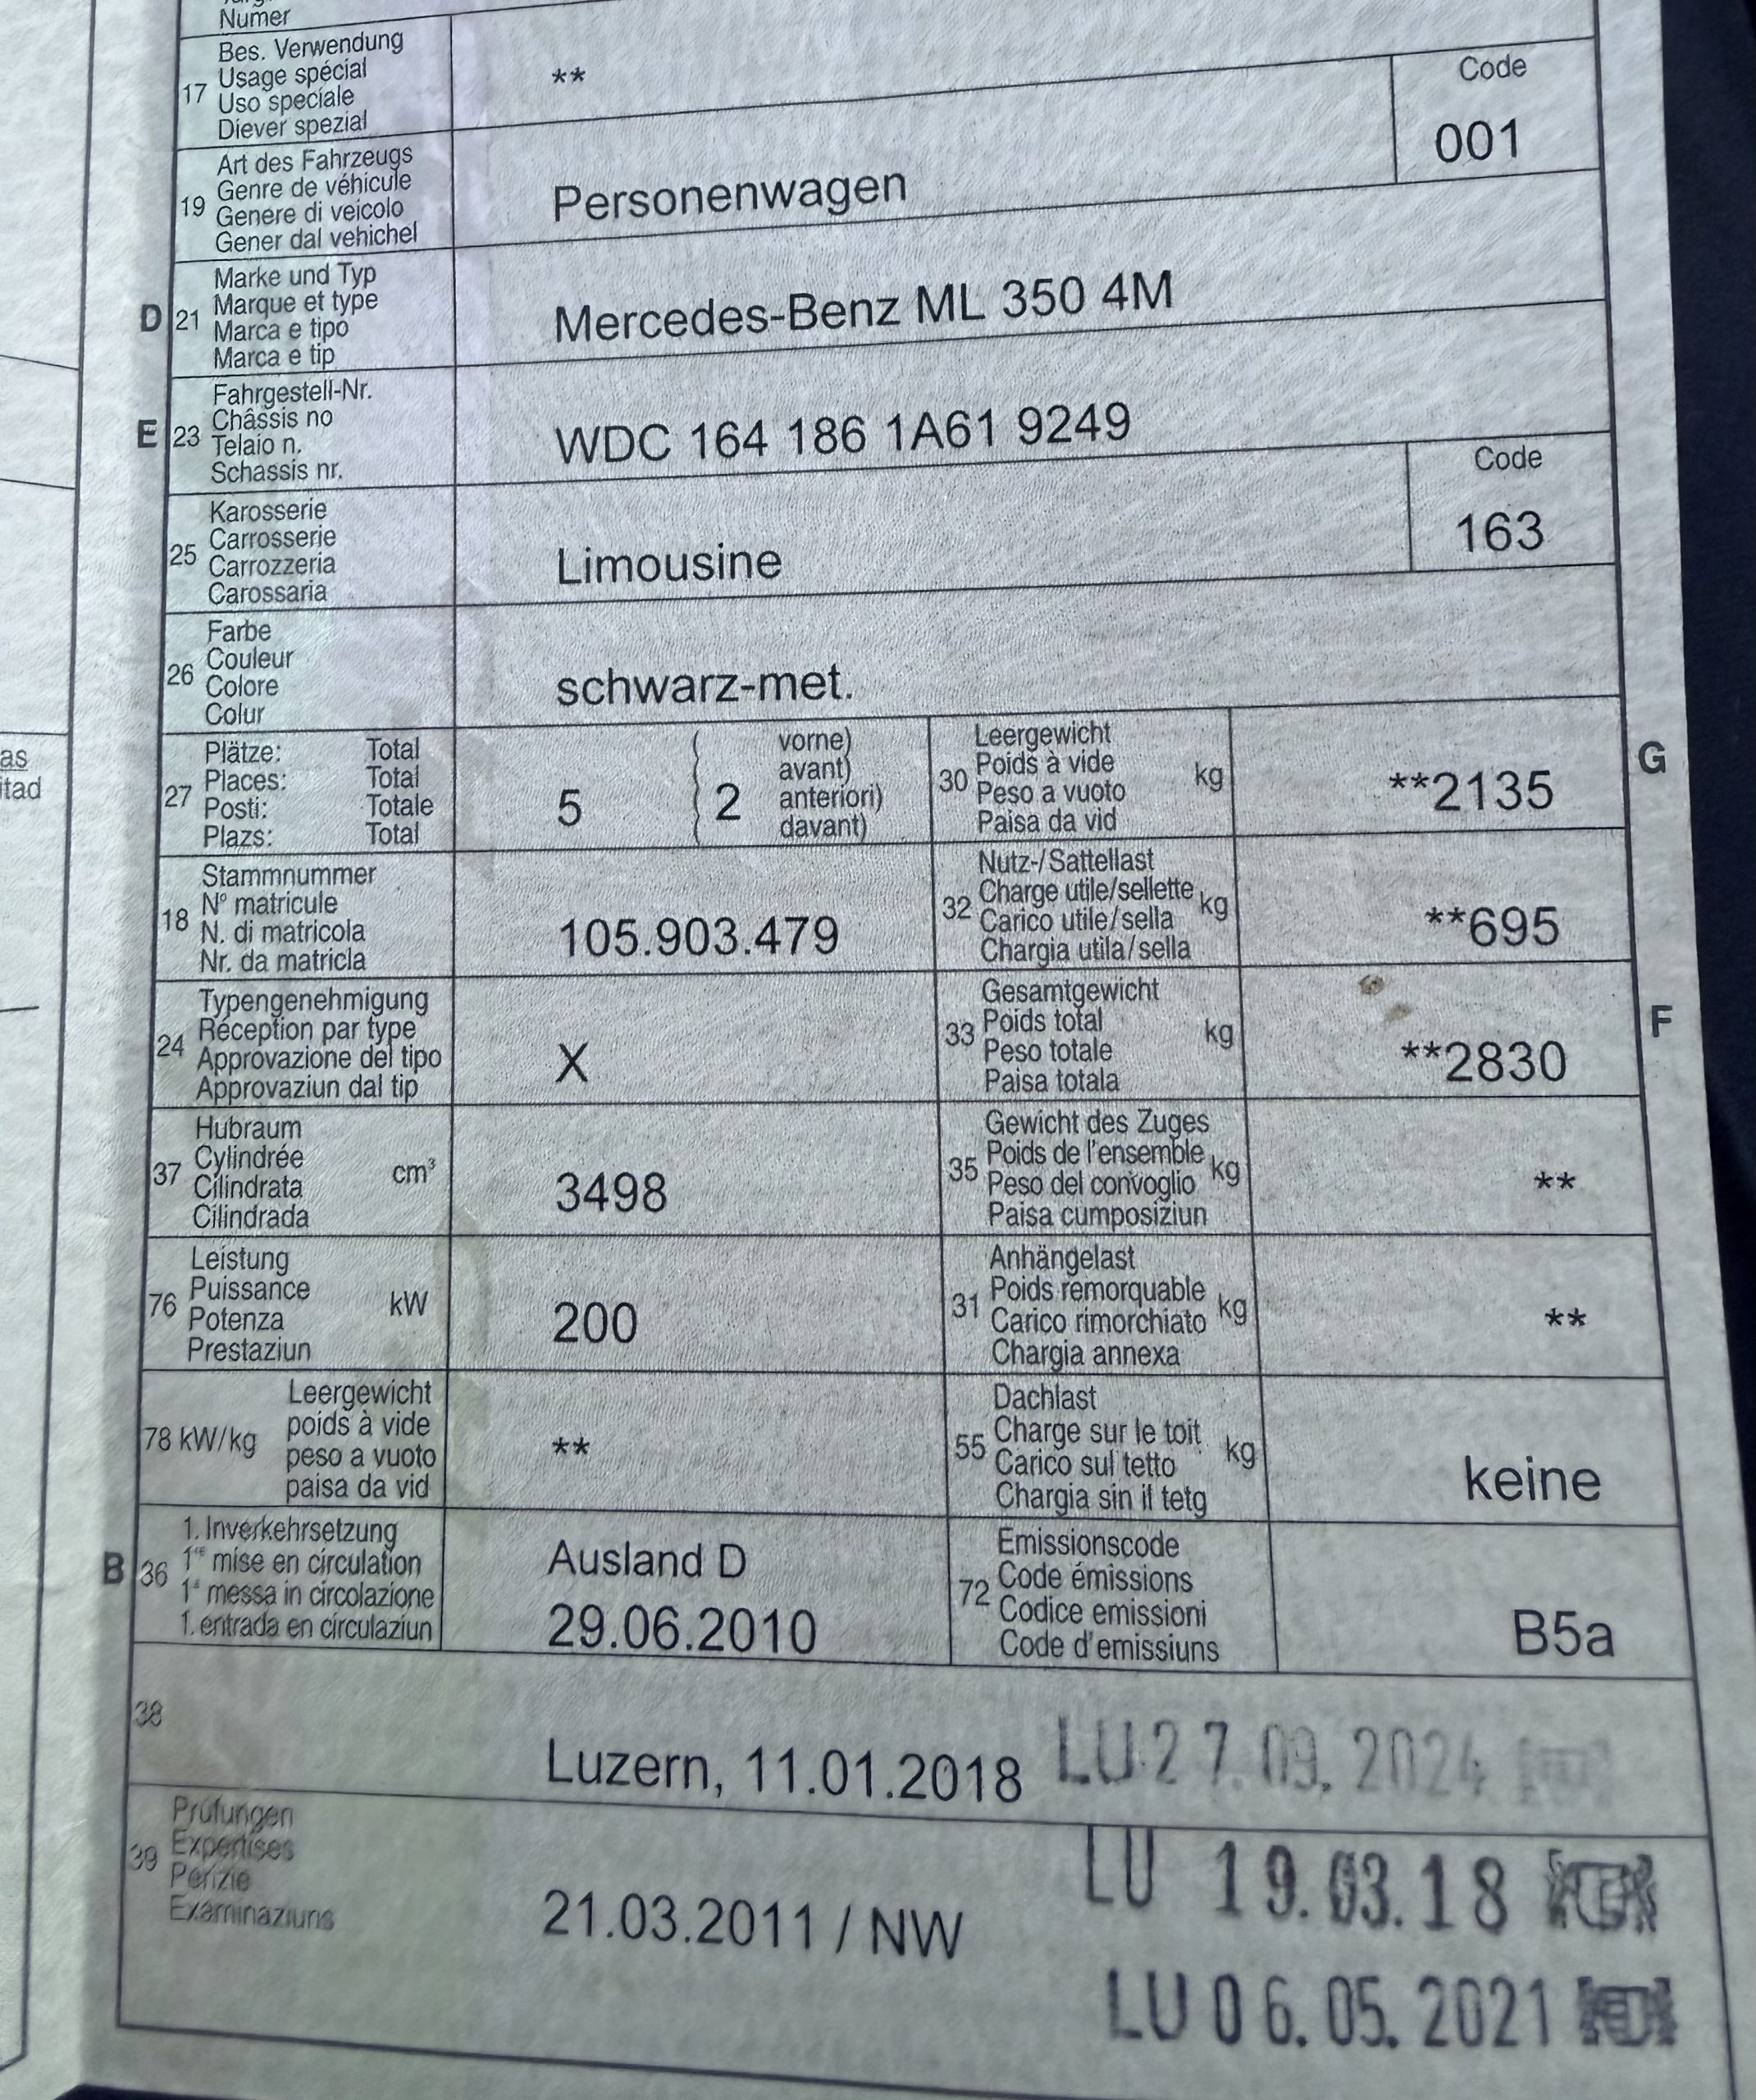 Numer
17 Bes. Verwendung
Usage spécial
Uso speciale
Diever spezial
**
19 Art des Fahrzeugs
Genre de véhicule
Genere di veicolo
Gener dal vehichel
Personenwagen
Code
001
D 21 Marke und Typ
Marque et type
Marca e tipo
Marca e tip
Mercedes-Benz ML 350 4M
E 23 Fahrgestell-Nr.
Châssis no
Telaio n.
Schassis nr.
WDC 164 186 1A61 9249
25 Karosserie
Carrosserie
Carrozzeria
Carossaria
Limousine
Code
163
26 Farbe
Couleur
Colore
Colur
schwarz-met.
27 Plätze: Total
Places: Total
Posti: Totale
Plazs: Total
5
2
vorne)
avant)
anteriori)
davant)
30 Leergewicht
Poids à vide
Peso a vuoto
Paisa da vid
kg
**2135
G
18 Stammnummer
N° matricule
N. di matricola
Nr. da matricla
105.903.479
32 Nutz-/Sattellast
Charge utile/sellette
Carico utile/sella
Chargia utila/sella
kg
**695
24 Typengenehmigung
Réception par type
Approvazione del tipo
Approvaziun dal tip
X
33 Gesamtgewicht
Poids total
Peso totale
Paisa totala
kg
**2830
F
37 Hubraum
Cylindrée
Cilindrata
Cilindrada
cm³
3498
35 Gewicht des Zuges
Poids de l'ensemble
Peso del convoglio
Paisa cumposiziun
kg
**
76 Leistung
Puissance
Potenza
Prestaziun
kW
200
31 Anhängelast
Poids remorquable
Carico rimorchiato
Chargia annexa
kg
**
78 kW/kg
Leergewicht
poids à vide
peso a vuoto
paisa da vid
**
55 Dachlast
Charge sur le toit
Carico sul tetto
Chargia sin il tetg
kg
keine
B 36 1. Inverkehrsetzung
1re mise en circulation
1a messa in circolazione
1. entrada en circulaziun
Ausland D
29.06.2010
72 Emissionscode
Code émissions
Codice emissioni
Code d'emissiuns
B5a
38
Luzern, 11.01.2018
LU 27.09.2024
39 Prüfungen
Expertises
Perizie
Examinaziuns
21.03.2011 / NW
LU 19.03.18
LU 06.05.2021
as
itad